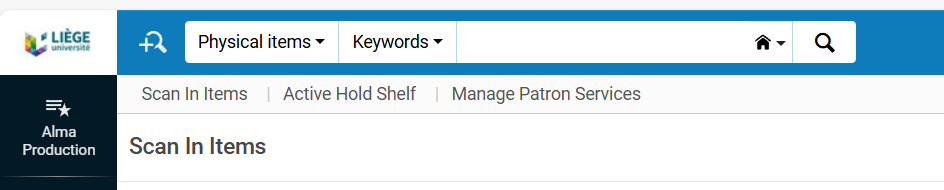 LIÈGE
université
Physical items
Keywords
Scan In Items | Active Hold Shelf | Manage Patron Services
Alma
Production
Scan In Items